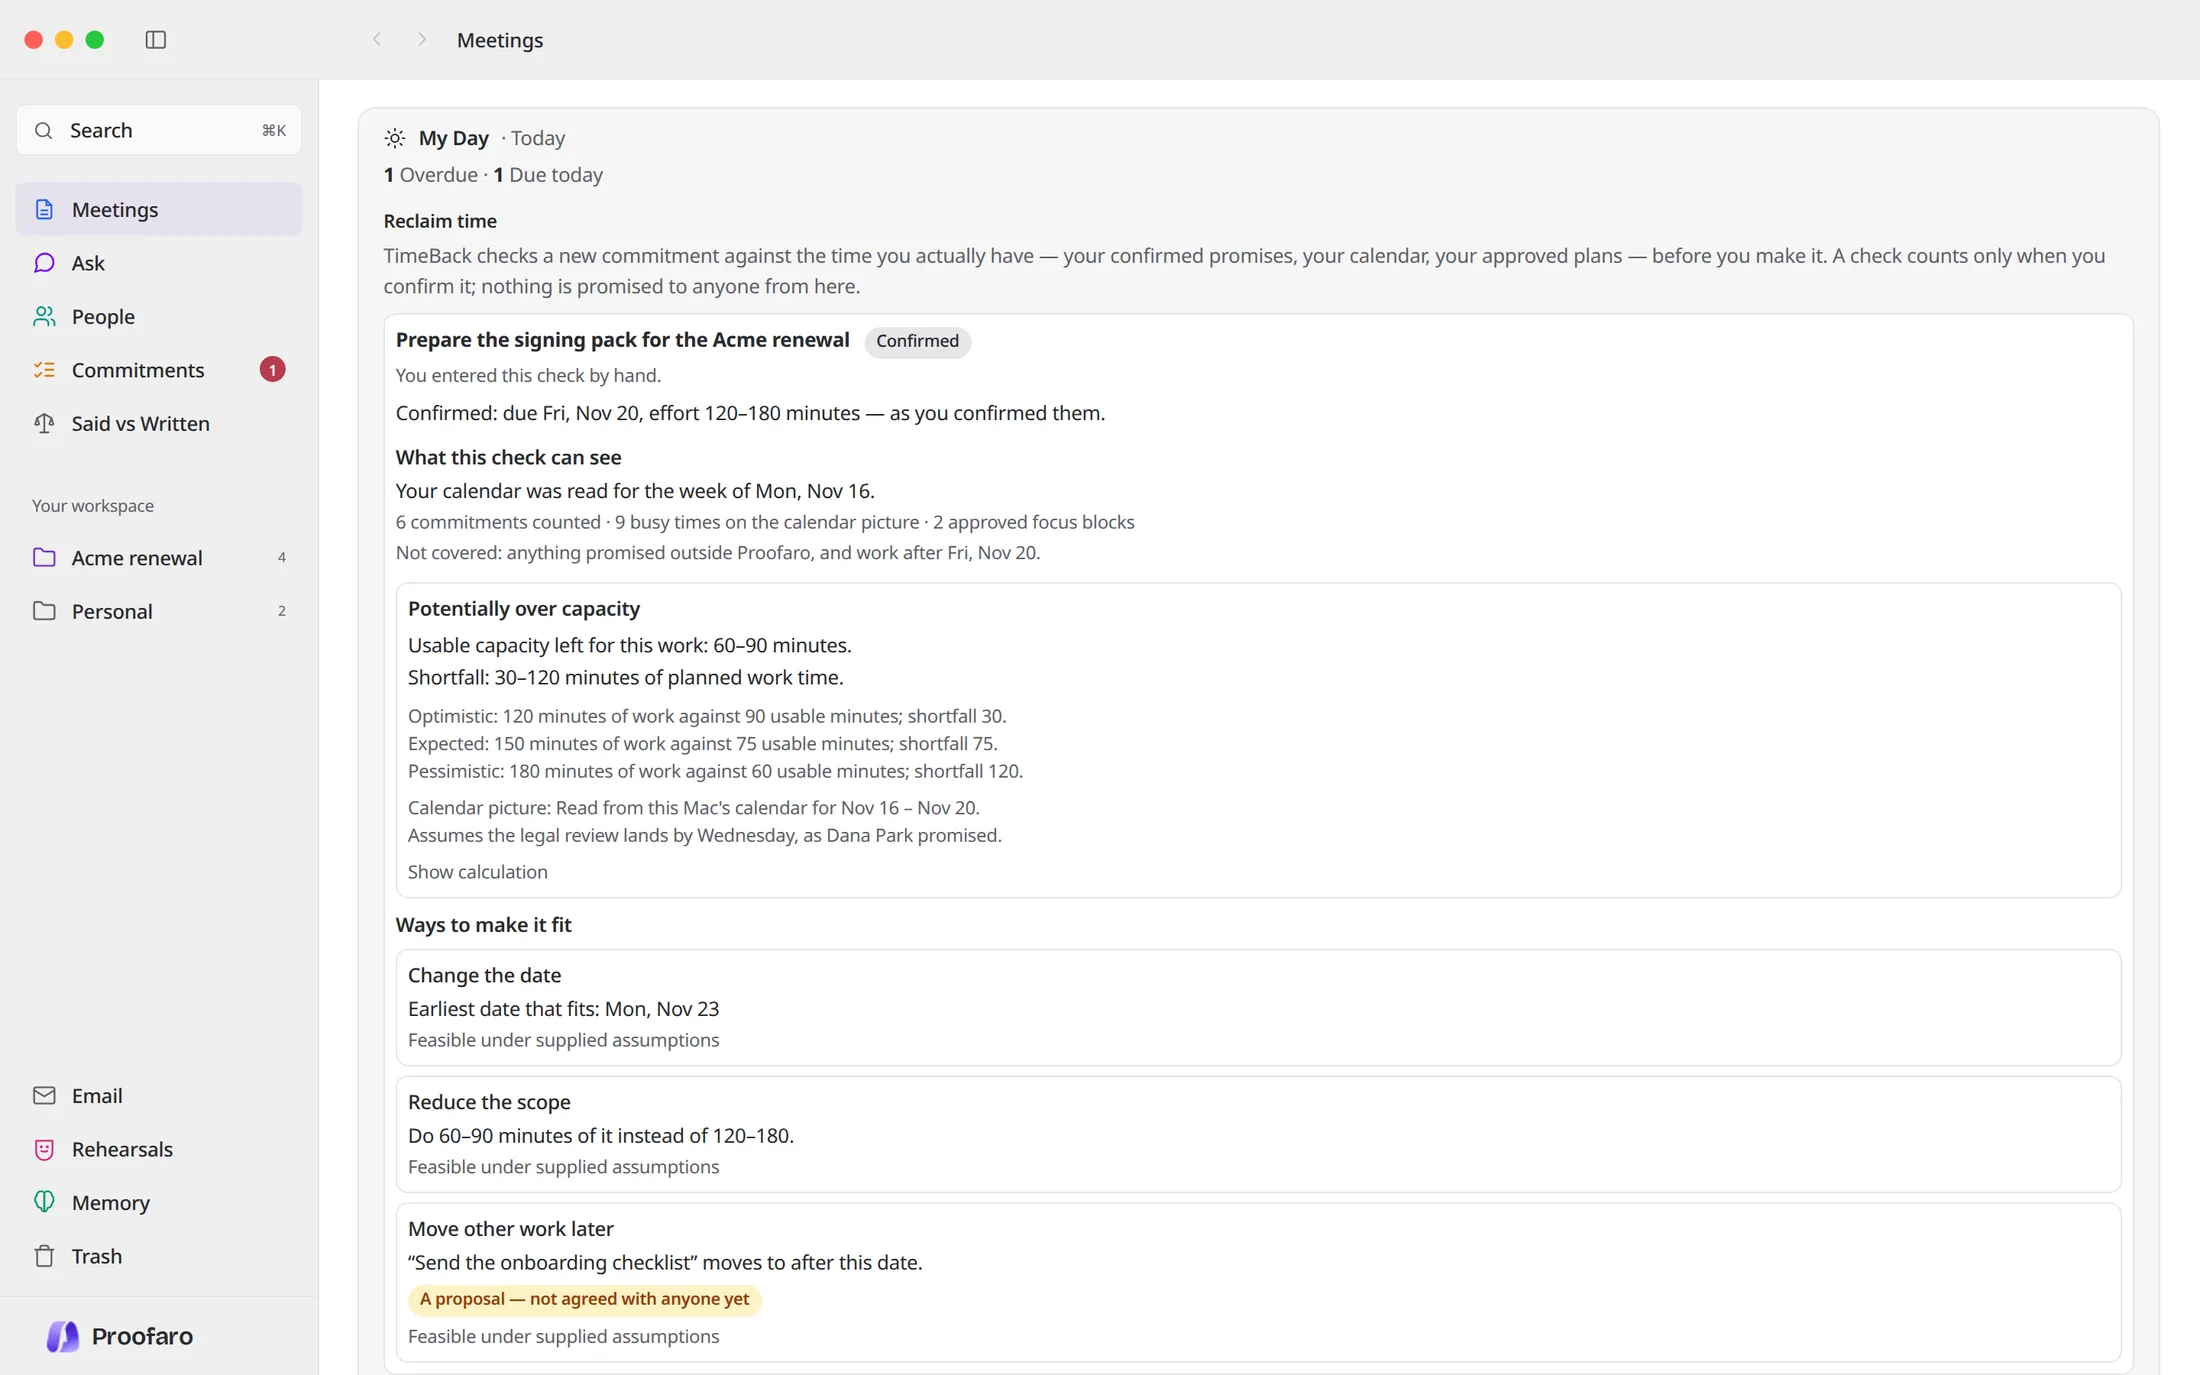 Meetings
Search ⌘K
Meetings
Ask
People
Commitments 1
Said vs Written
Your workspace
Acme renewal 4
Personal 2
Email
Rehearsals
Memory
Trash
Proofaro
My Day · Today
1 Overdue · 1 Due today
Reclaim time
TimeBack checks a new commitment against the time you actually have — your confirmed promises, your calendar, your approved plans — before you make it. A check counts only when you
confirm it; nothing is promised to anyone from here.
Prepare the signing pack for the Acme renewal Confirmed
You entered this check by hand.
Confirmed: due Fri, Nov 20, effort 120–180 minutes — as you confirmed them.
What this check can see
Your calendar was read for the week of Mon, Nov 16.
6 commitments counted · 9 busy times on the calendar picture · 2 approved focus blocks
Not covered: anything promised outside Proofaro, and work after Fri, Nov 20.
Potentially over capacity
Usable capacity left for this work: 60–90 minutes.
Shortfall: 30–120 minutes of planned work time.
Optimistic: 120 minutes of work against 90 usable minutes; shortfall 30.
Expected: 150 minutes of work against 75 usable minutes; shortfall 75.
Pessimistic: 180 minutes of work against 60 usable minutes; shortfall 120.
Calendar picture: Read from this Mac's calendar for Nov 16 – Nov 20.
Assumes the legal review lands by Wednesday, as Dana Park promised.
Show calculation
Ways to make it fit
Change the date
Earliest date that fits: Mon, Nov 23
Feasible under supplied assumptions
Reduce the scope
Do 60–90 minutes of it instead of 120–180.
Feasible under supplied assumptions
Move other work later
“Send the onboarding checklist” moves to after this date.
A proposal — not agreed with anyone yet
Feasible under supplied assumptions